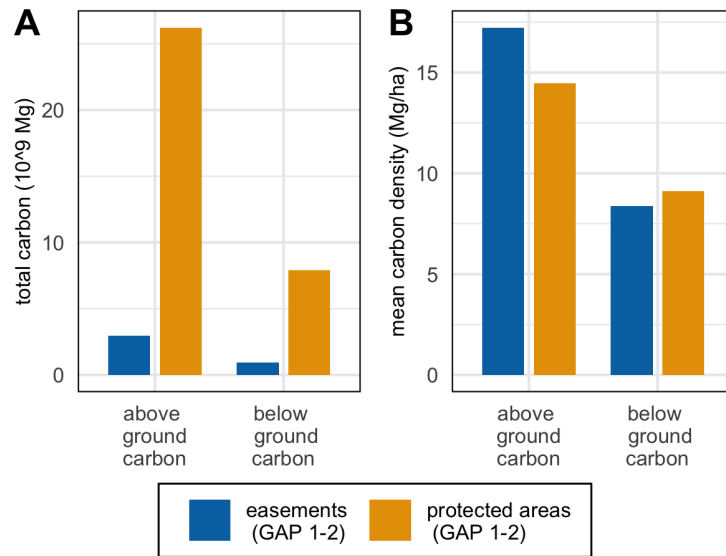 A
total carbon (10^9 Mg)
20
10
0
above
ground
carbon
below
ground
carbon
B
mean carbon density (Mg/ha)
15
10
5
0
above
ground
carbon
below
ground
carbon
easements
(GAP 1-2)
protected areas
(GAP 1-2)